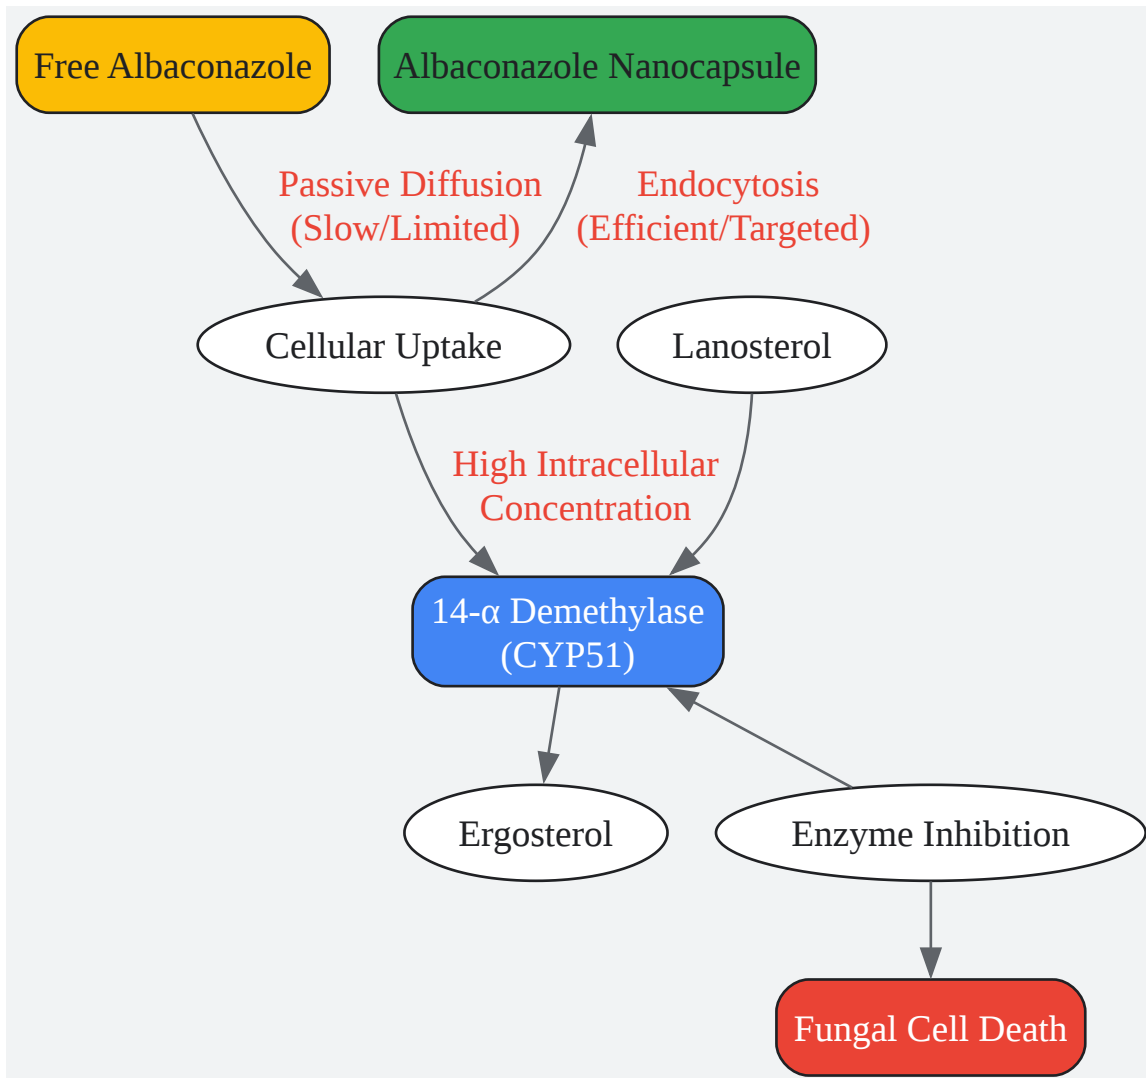 Free Albaconazole
Albaconazole Nanocapsule
Passive Diffusion
(Slow/Limited)
Endocytosis
(Efficient/Targeted)
Cellular Uptake
Lanosterol
High Intracellular
Concentration
14-α Demethylase
(CYP51)
Ergosterol
Enzyme Inhibition
Fungal Cell Death